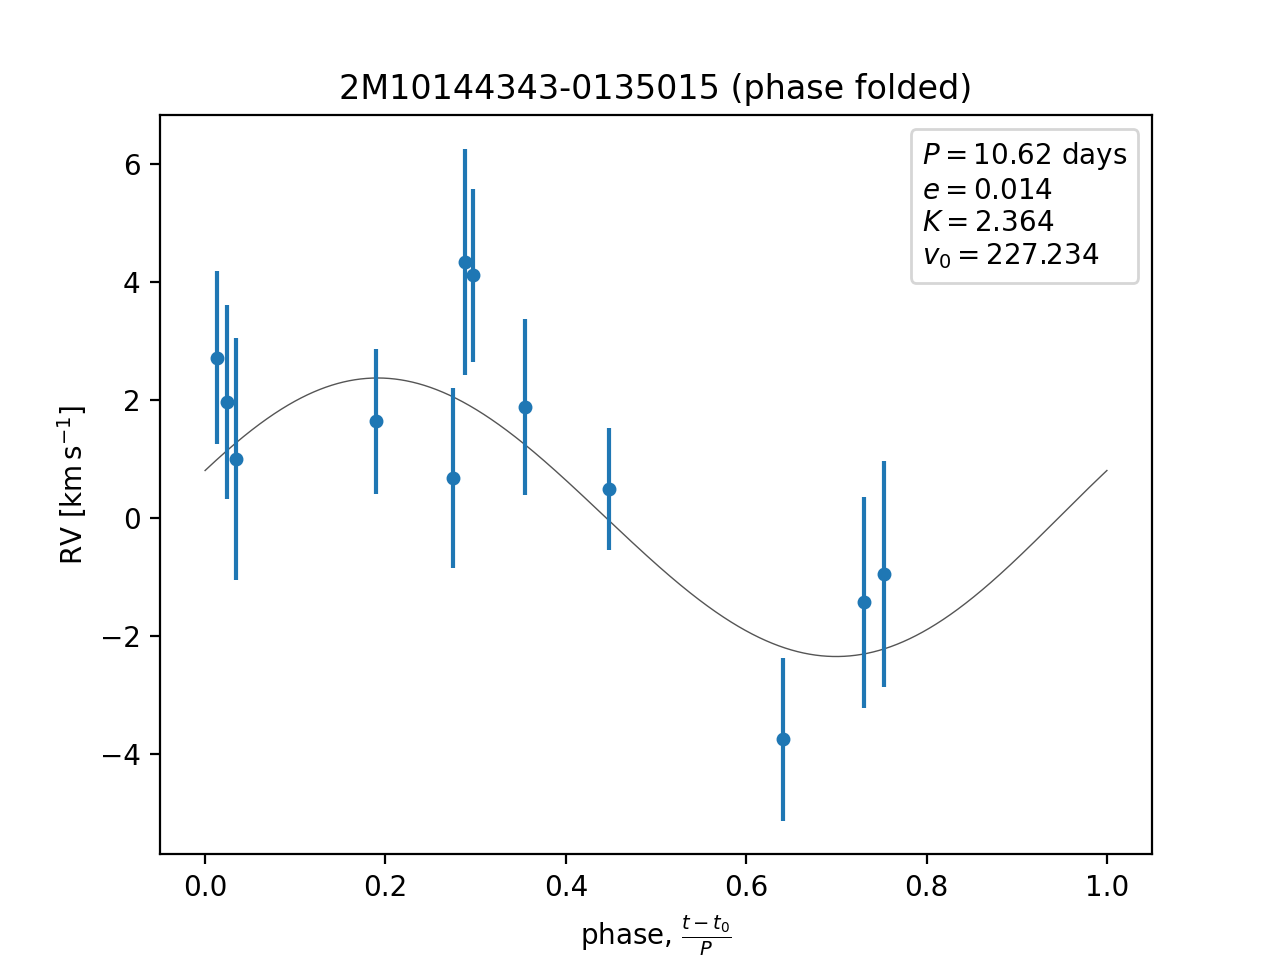 2M10144343-0135015 (phase folded)
P = 10.62 days
e = 0.014
K = 2.364
v₀ = 227.234
RV [km s⁻¹]
6
4
2
0
−2
−4
0.0 0.2 0.4 0.6 0.8 1.0
phase, (t − t₀)/P